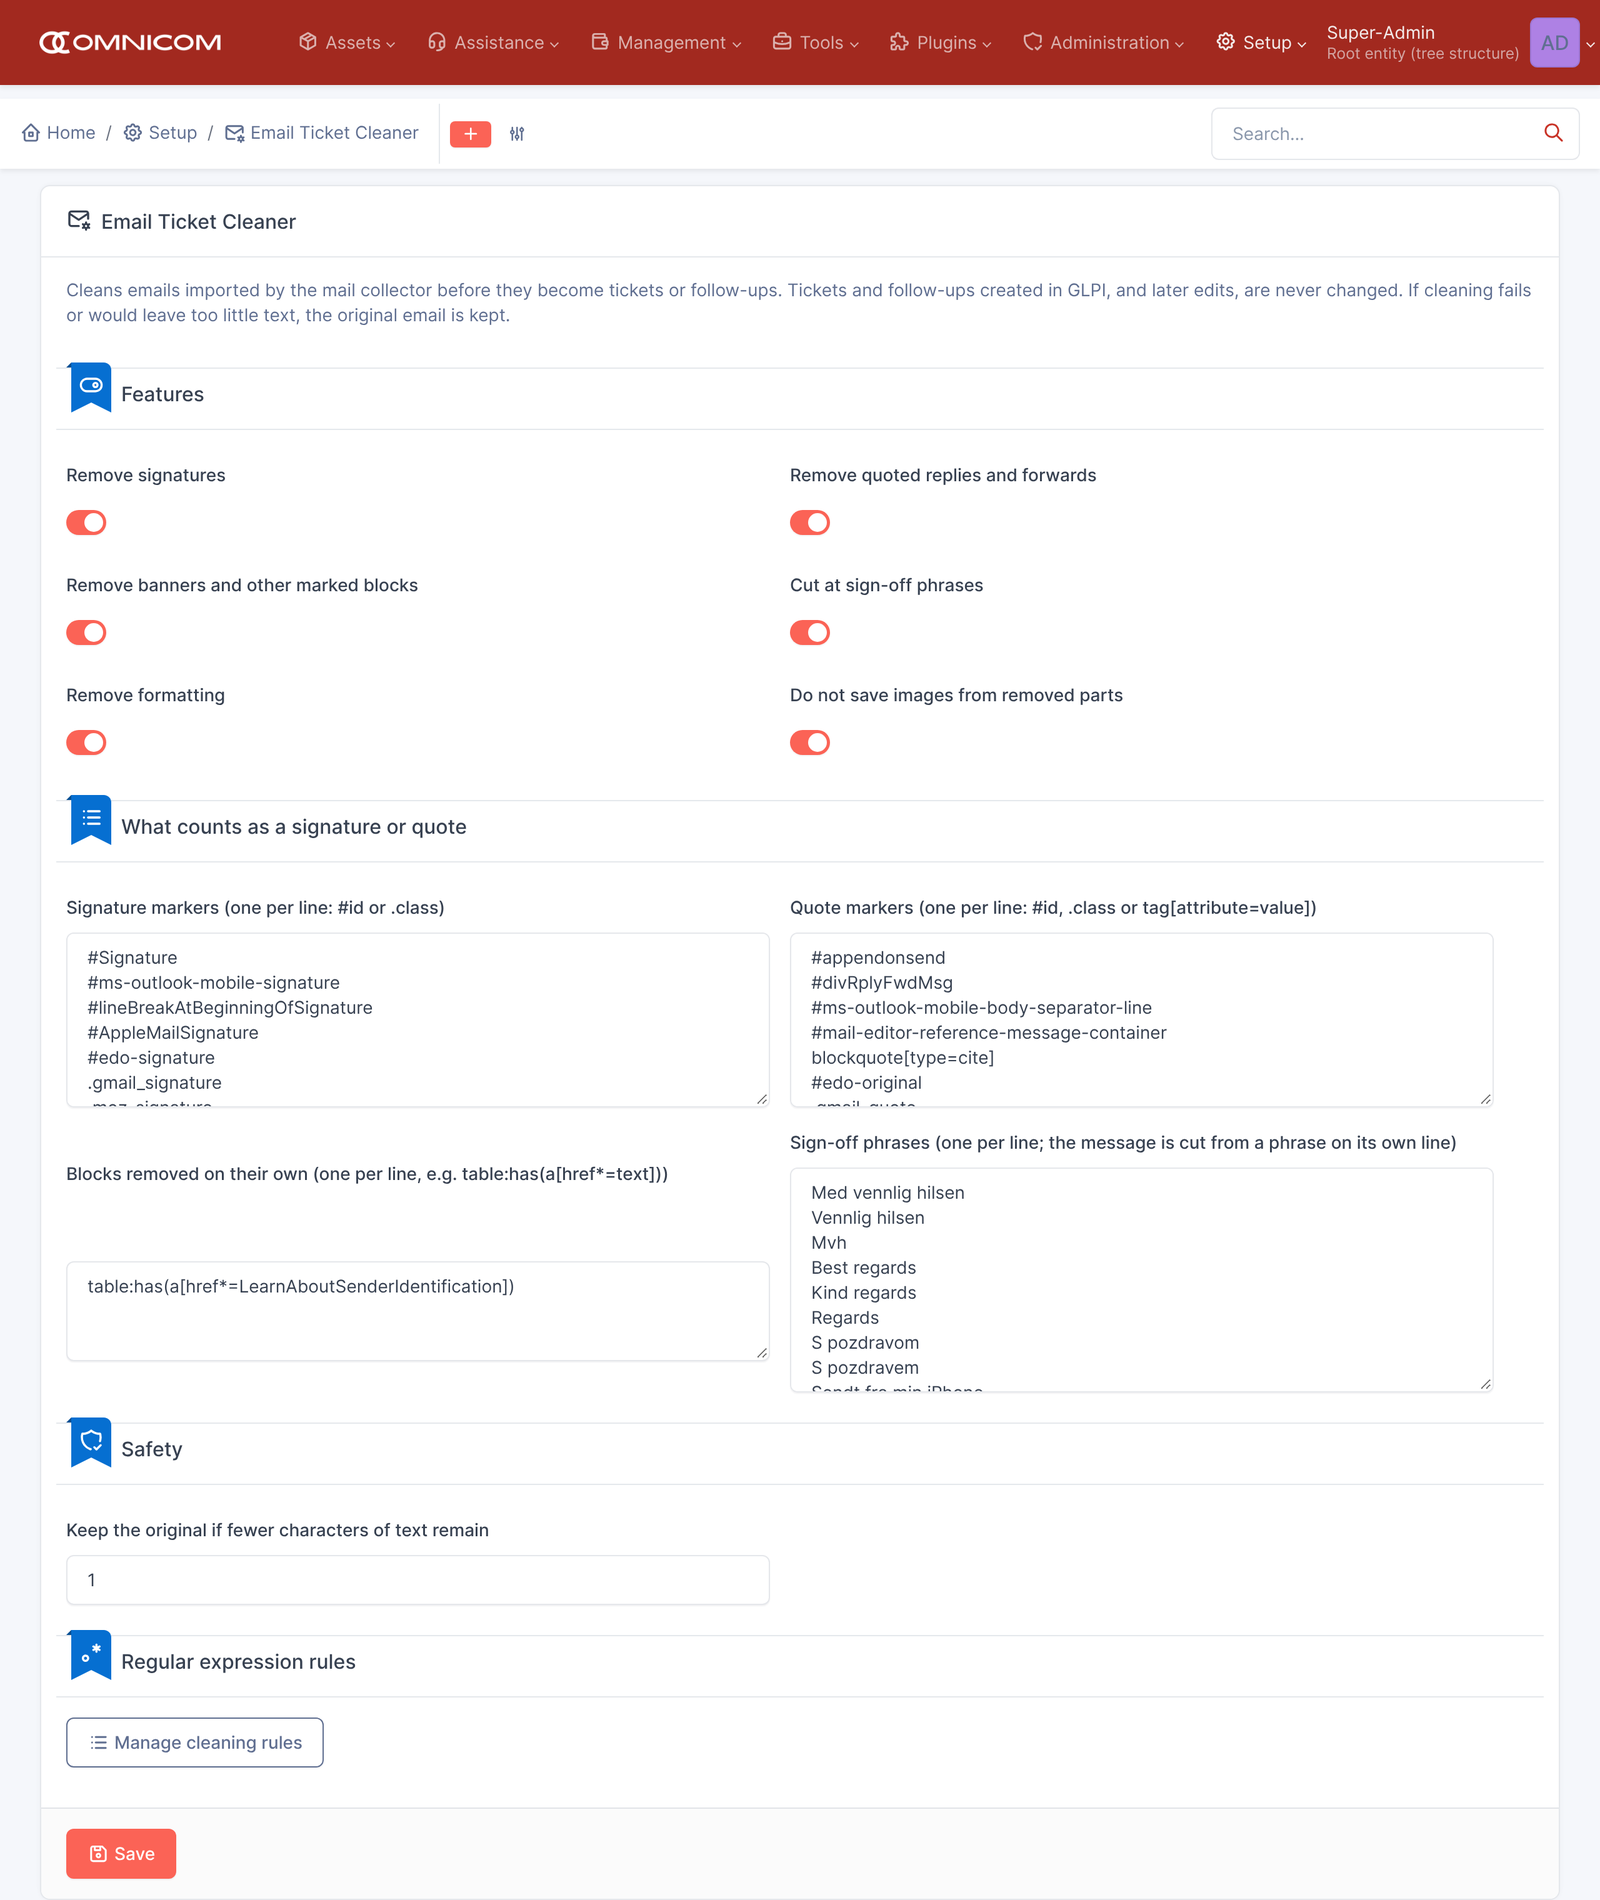 OMNICOM
Assets
Assistance
Management
Tools
Plugins
Administration
Setup
Super-Admin
Root entity (tree structure)
AD
Home / Setup / Email Ticket Cleaner
Search...
Email Ticket Cleaner
Cleans emails imported by the mail collector before they become tickets or follow-ups. Tickets and follow-ups created in GLPI, and later edits, are never changed. If cleaning fails
or would leave too little text, the original email is kept.
Features
Remove signatures
Remove quoted replies and forwards
Remove banners and other marked blocks
Cut at sign-off phrases
Remove formatting
Do not save images from removed parts
What counts as a signature or quote
Signature markers (one per line: #id or .class)
#Signature
#ms-outlook-mobile-signature
#lineBreakAtBeginningOfSignature
#AppleMailSignature
#edo-signature
.gmail_signature
.moz-signature
Quote markers (one per line: #id, .class or tag[attribute=value])
#appendonsend
#divRplyFwdMsg
#ms-outlook-mobile-body-separator-line
#mail-editor-reference-message-container
blockquote[type=cite]
#edo-original
.gmail_quote
Blocks removed on their own (one per line, e.g. table:has(a[href*=text]))
table:has(a[href*=LearnAboutSenderIdentification])
Sign-off phrases (one per line; the message is cut from a phrase on its own line)
Med vennlig hilsen
Vennlig hilsen
Mvh
Best regards
Kind regards
Regards
S pozdravom
S pozdravem
Sendt fra min iPhone
Safety
Keep the original if fewer characters of text remain
1
Regular expression rules
Manage cleaning rules
Save